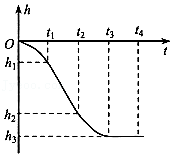 h
O t₁ t₂ t₃ t₄
t
h₁
h₂
h₃